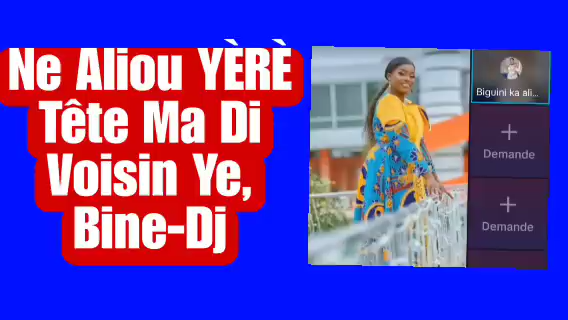 Ne Aliou YÈRÈ
Tête Ma Di
Voisin Ye,
Bine-Dj
Biguini ka ali...
Demande
Demande